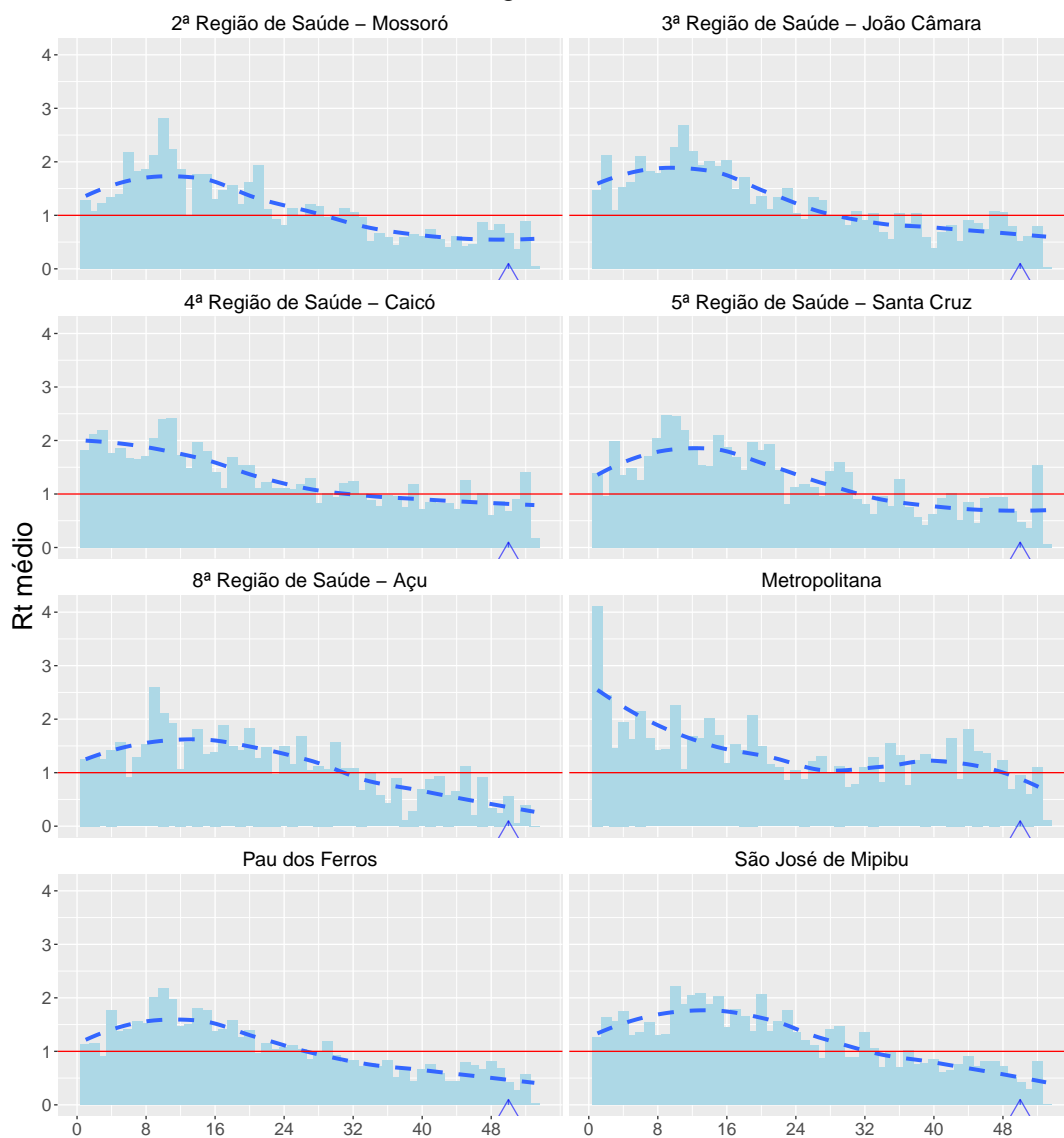 2ª Região de Saúde – Mossoró
3ª Região de Saúde – João Câmara
4
3
2
1
0
4ª Região de Saúde – Caicó
5ª Região de Saúde – Santa Cruz
4
3
2
1
0
Rt médio
8ª Região de Saúde – Açu
Metropolitana
4
3
2
1
0
Pau dos Ferros
São José de Mipibu
4
3
2
1
0
0 8 16 24 32 40 48 0 8 16 24 32 40 48